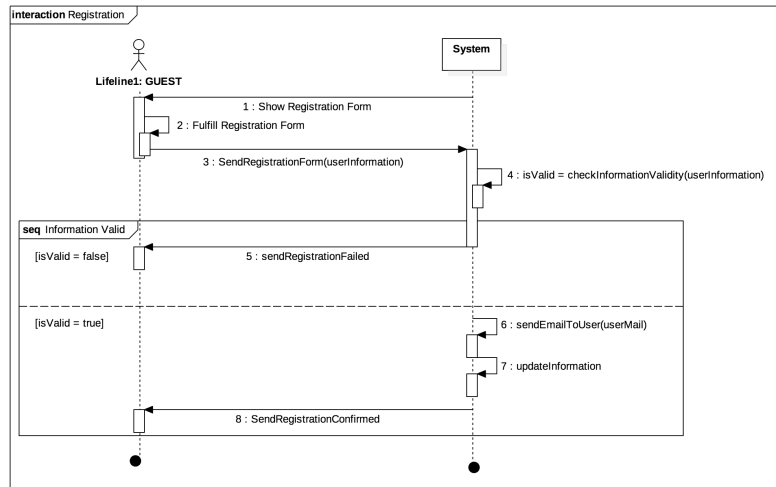 interaction Registration
System
Lifeline1: GUEST
1 : Show Registration Form
2 : Fulfill Registration Form
3 : SendRegistrationForm(userInformation)
4 : isValid = checkInformationValidity(userInformation)
seq Information Valid
[isValid = false]
5 : sendRegistrationFailed
[isValid = true]
6 : sendEmailToUser(userMail)
7 : updateInformation
8 : SendRegistrationConfirmed